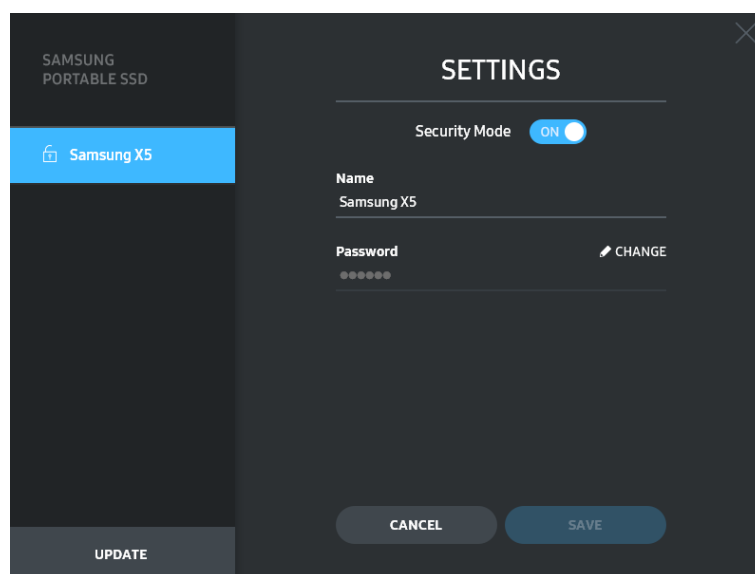 SAMSUNG
PORTABLE SSD
Samsung X5
UPDATE
SETTINGS
Security Mode ON
Name
Samsung X5
Password CHANGE
●●●●●●
CANCEL SAVE